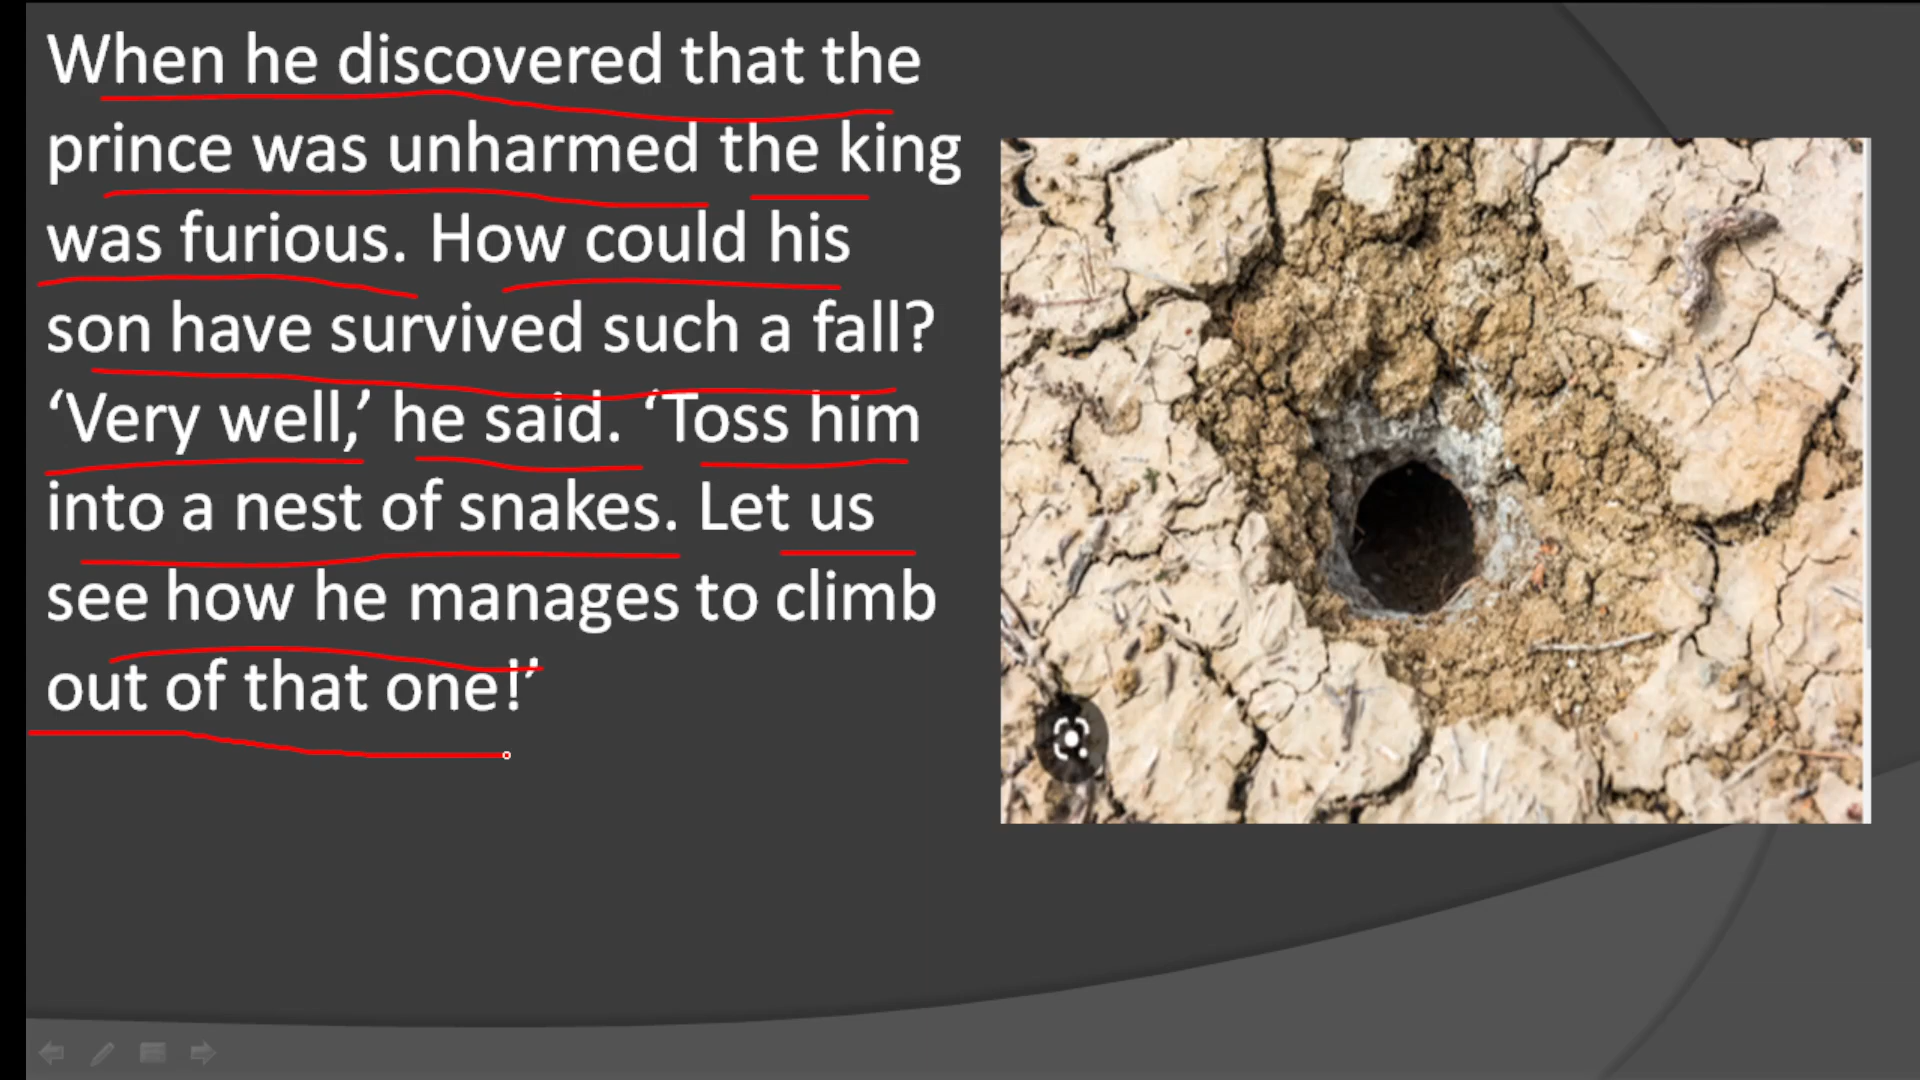 When he discovered that the
prince was unharmed the king
was furious. How could his
son have survived such a fall?
‘Very well,’ he said. ‘Toss him
into a nest of snakes. Let us
see how he manages to climb
out of that one!’